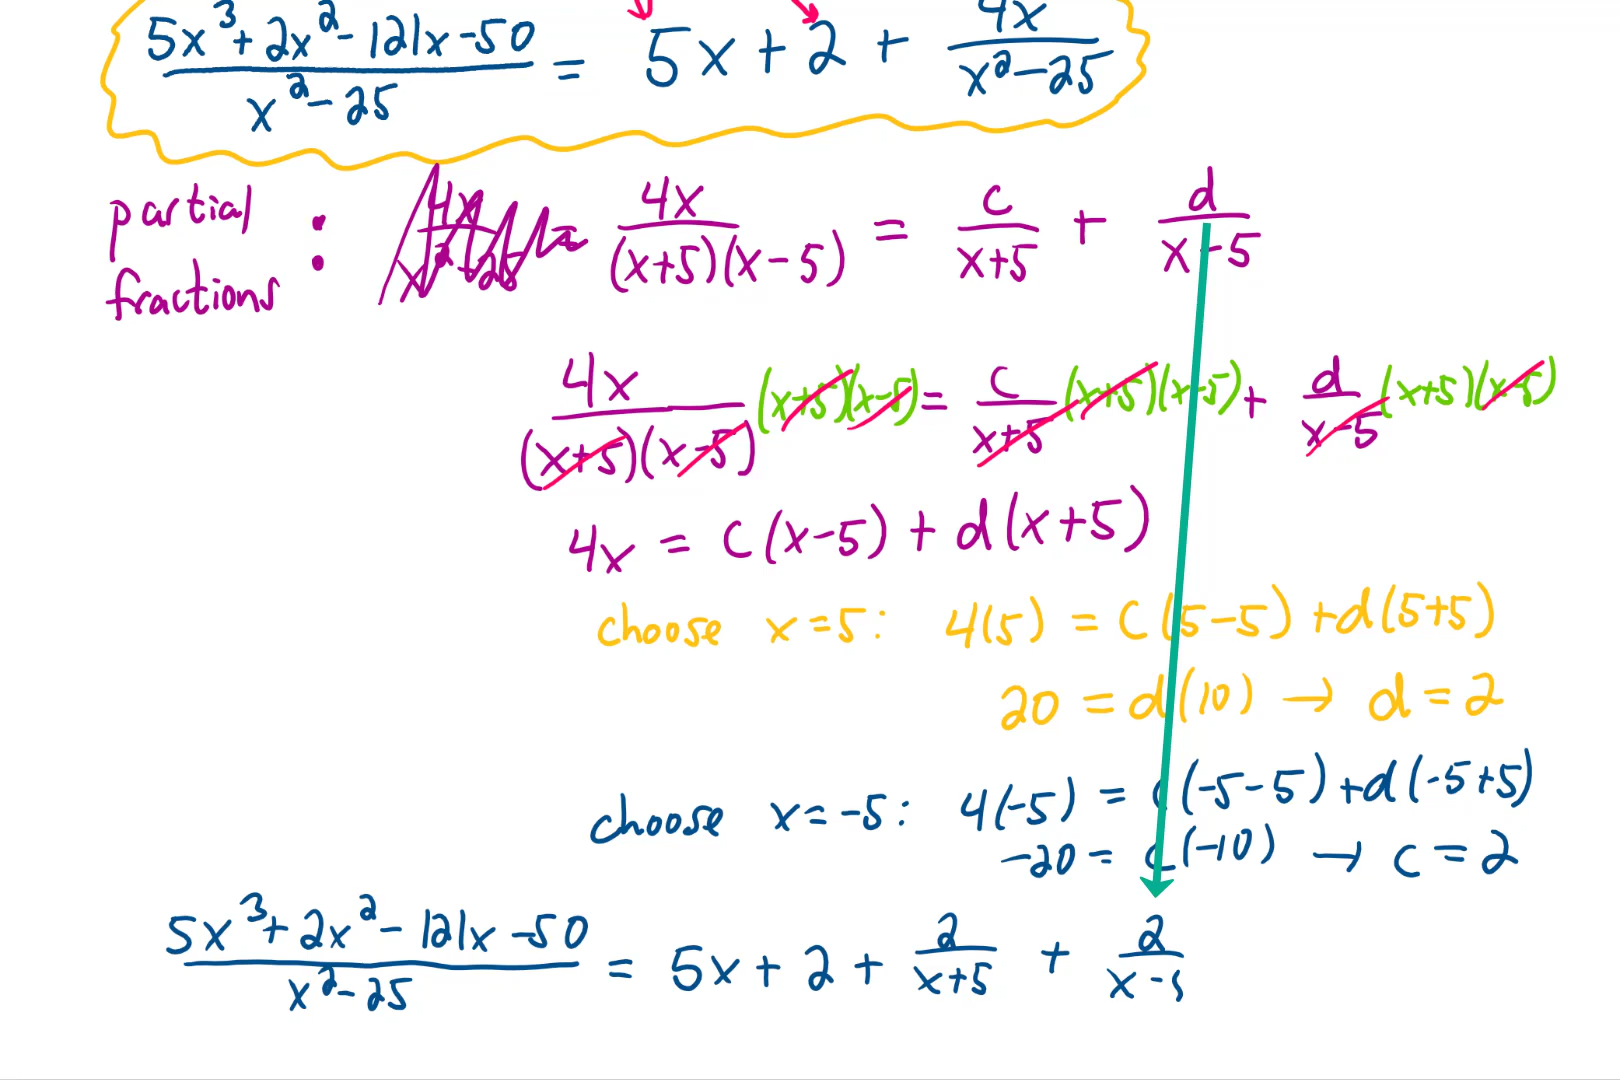 5x³ + 2x² - 121x - 50 / x² - 25 = 5x + 2 + 4x / x² - 25
partial fractions : 4x / (x+5)(x-5) = c / x+5 + d / x-5
4x / (x+5)(x-5) (x+5)(x-5) = c / x+5 (x+5)(x-5) + d / x-5 (x+5)(x-5)
4x = c(x-5) + d(x+5)
choose x=5: 4(5) = c(5-5) + d(5+5)
20 = d(10) → d = 2
choose x=-5: 4(-5) = c(-5-5) + d(-5+5)
-20 = c(-10) → c = 2
5x³ + 2x² - 121x - 50 / x² - 25 = 5x + 2 + 2 / x+5 + 2 / x-5